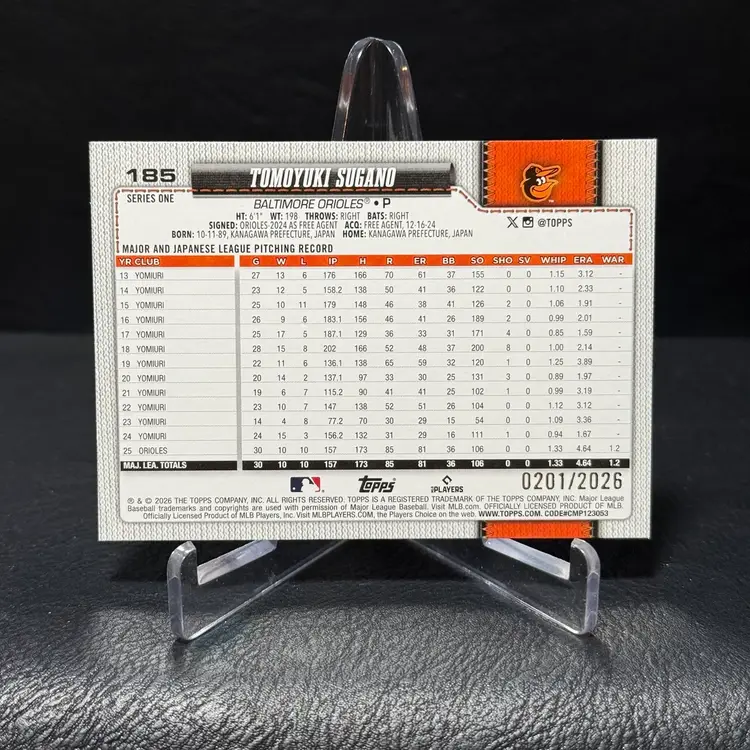 185
TOMOYUKI SUGANO
SERIES ONE
BALTIMORE ORIOLES® • P
HT: 6'1" WT: 198 THROWS: RIGHT BATS: RIGHT
SIGNED: ORIOLES-2024 AS FREE AGENT ACQ: FREE AGENT, 12-16-24
BORN: 10-11-89, KANAGAWA PREFECTURE, JAPAN HOME: KANAGAWA PREFECTURE, JAPAN
@TOPPS
MAJOR AND JAPANESE LEAGUE PITCHING RECORD
YR CLUB G W L IP H R ER BB SO SHO SV WHIP ERA WAR
13 YOMIURI 27 13 6 176 166 70 61 37 155 0 0 1.15 3.12 -
14 YOMIURI 23 12 5 158.2 138 50 41 36 122 0 0 1.10 2.33 -
15 YOMIURI 25 10 11 179 148 46 38 41 126 2 0 1.06 1.91 -
16 YOMIURI 26 9 6 183.1 156 46 41 26 189 2 0 0.99 2.01 -
17 YOMIURI 25 17 5 187.1 129 36 33 31 171 4 0 0.85 1.59 -
18 YOMIURI 28 15 8 202 166 52 48 37 200 8 0 1.00 2.14 -
19 YOMIURI 22 11 6 136.1 138 65 59 32 120 1 0 1.25 3.89 -
20 YOMIURI 20 14 2 137.1 97 33 30 25 131 3 0 0.89 1.97 -
21 YOMIURI 19 6 7 115.2 90 41 41 25 102 1 0 0.99 3.19 -
22 YOMIURI 23 10 7 147 138 52 51 26 104 0 0 1.12 3.12 -
23 YOMIURI 14 4 8 77.2 70 30 29 15 54 0 0 1.09 3.36 -
24 YOMIURI 24 15 3 156.2 132 31 29 16 111 1 0 0.94 1.67 -
25 ORIOLES 30 10 10 157 173 85 81 36 106 0 0 1.33 4.64 1.2
MAJ. LEA. TOTALS 30 10 10 157 173 85 81 36 106 0 0 1.33 4.64 1.2
Topps
PLAYERS
0201/2026
® & © 2026 THE TOPPS COMPANY, INC. ALL RIGHTS RESERVED. TOPPS IS A REGISTERED TRADEMARK OF THE TOPPS COMPANY, INC. Major League
Baseball trademarks and copyrights are used with permission of Major League Baseball. Visit MLB.com. OFFICIALLY LICENSED PRODUCT OF MLB
Officially Licensed Product of MLB Players, Inc. Visit MLBPLAYERS.com, the Players Choice on the web. WWW.TOPPS.COM. CODE#CMP123053